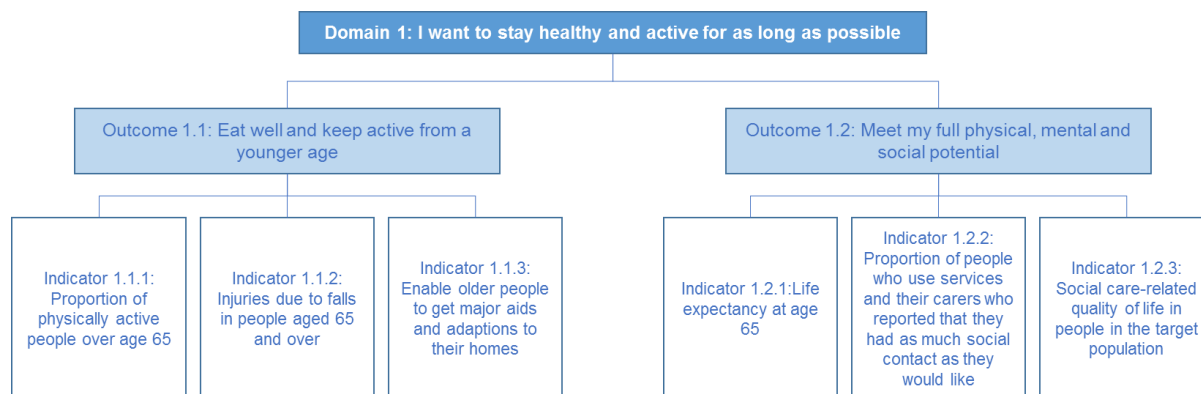 Domain 1: I want to stay healthy and active for as long as possible
Outcome 1.1: Eat well and keep active from a
younger age
Outcome 1.2: Meet my full physical, mental and
social potential
Indicator 1.1.1:
Proportion of
physically active
people over age 65
Indicator 1.1.2:
Injuries due to falls
in people aged 65
and over
Indicator 1.1.3:
Enable older people
to get major aids
and adaptions to
their homes
Indicator 1.2.1:Life
expectancy at age
65
Indicator 1.2.2:
Proportion of people
who use services
and their carers who
reported that they
had as much social
contact as they
would like
Indicator 1.2.3:
Social care-related
quality of life in
people in the target
population